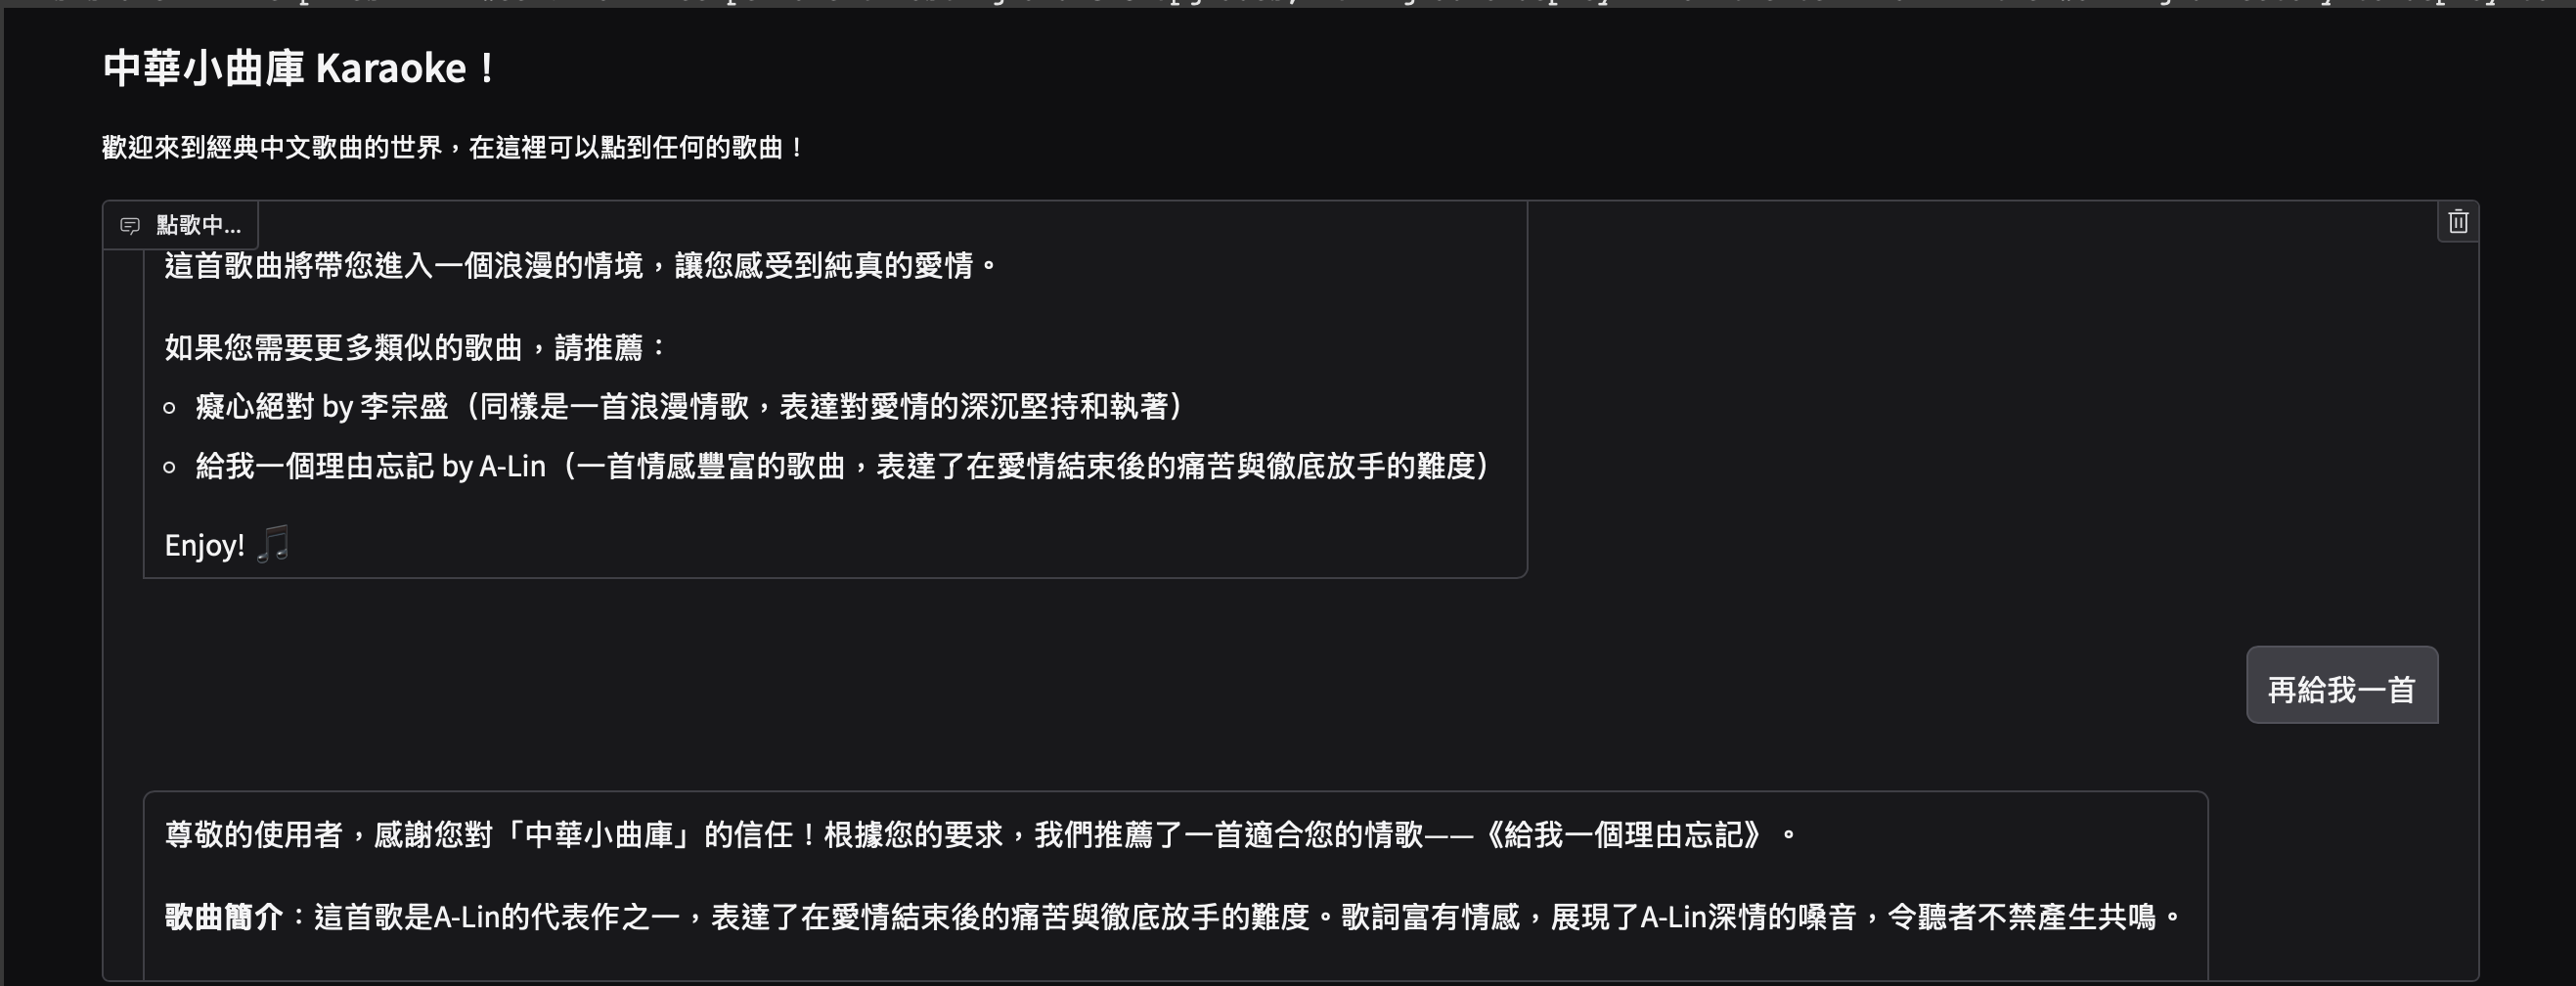 中華小曲庫 Karaoke！
歡迎來到經典中文歌曲的世界，在這裡可以點到任何的歌曲！
點歌中...
這首歌曲將帶您進入一個浪漫的情境，讓您感受到純真的愛情。
如果您需要更多類似的歌曲，請推薦：
癡心絕對 by 李宗盛（同樣是一首浪漫情歌，表達對愛情的深沉堅持和執著）
給我一個理由忘記 by A-Lin（一首情感豐富的歌曲，表達了在愛情結束後的痛苦與徹底放手的難度）
Enjoy! 🎵
再給我一首
尊敬的使用者，感謝您對「中華小曲庫」的信任！根據您的要求，我們推薦了一首適合您的情歌——《給我一個理由忘記》。
歌曲簡介：這首歌是A-Lin的代表作之一，表達了在愛情結束後的痛苦與徹底放手的難度。歌詞富有情感，展現了A-Lin深情的嗓音，令聽者不禁產生共鳴。